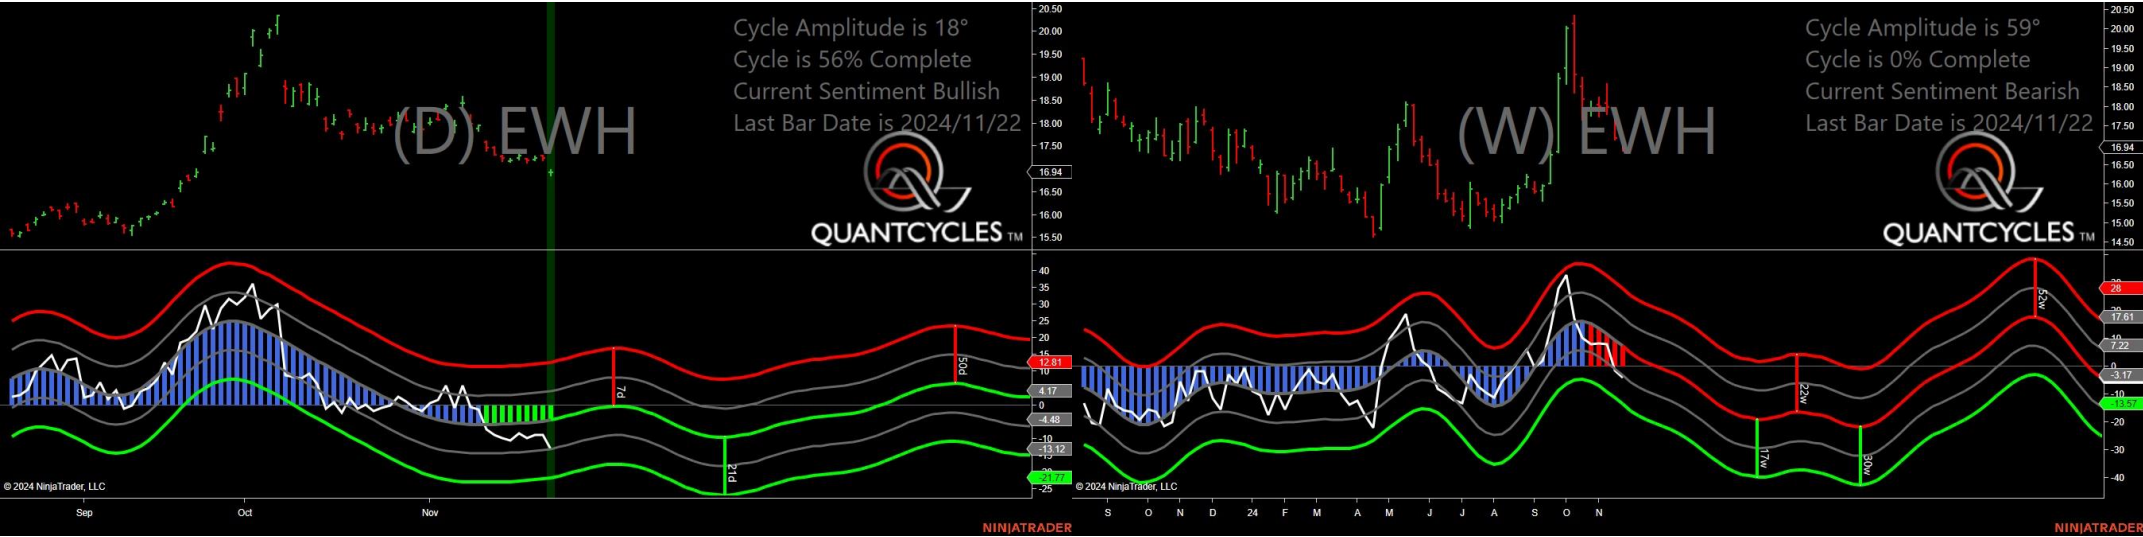 Cycle Amplitude is 18°
Cycle is 56% Complete
Current Sentiment Bullish
Last Bar Date is 2024/11/22
(D) EWH
QUANTCYCLES TM
20.50
20.00
19.50
19.00
18.50
18.00
17.50
16.94
16.50
16.00
15.50
40
35
30
25
20
15
12.81
10
4.17
0
-4.48
-10
-13.12
-21.77
-25
7d
21d
50d
© 2024 NinjaTrader, LLC
Sep Oct Nov
NINJATRADER
Cycle Amplitude is 59°
Cycle is 0% Complete
Current Sentiment Bearish
Last Bar Date is 2024/11/22
(W) EWH
QUANTCYCLES TM
20.50
20.00
19.50
19.00
18.50
18.00
17.50
16.94
16.50
16.00
15.50
15.00
14.50
28
17.61
7.22
0
-3.17
-10
-13.57
-20
-30
-40
17w
22w
30w
52w
© 2024 NinjaTrader, LLC
S O N D 24 F M A M J J A S O N
NINJATRADER